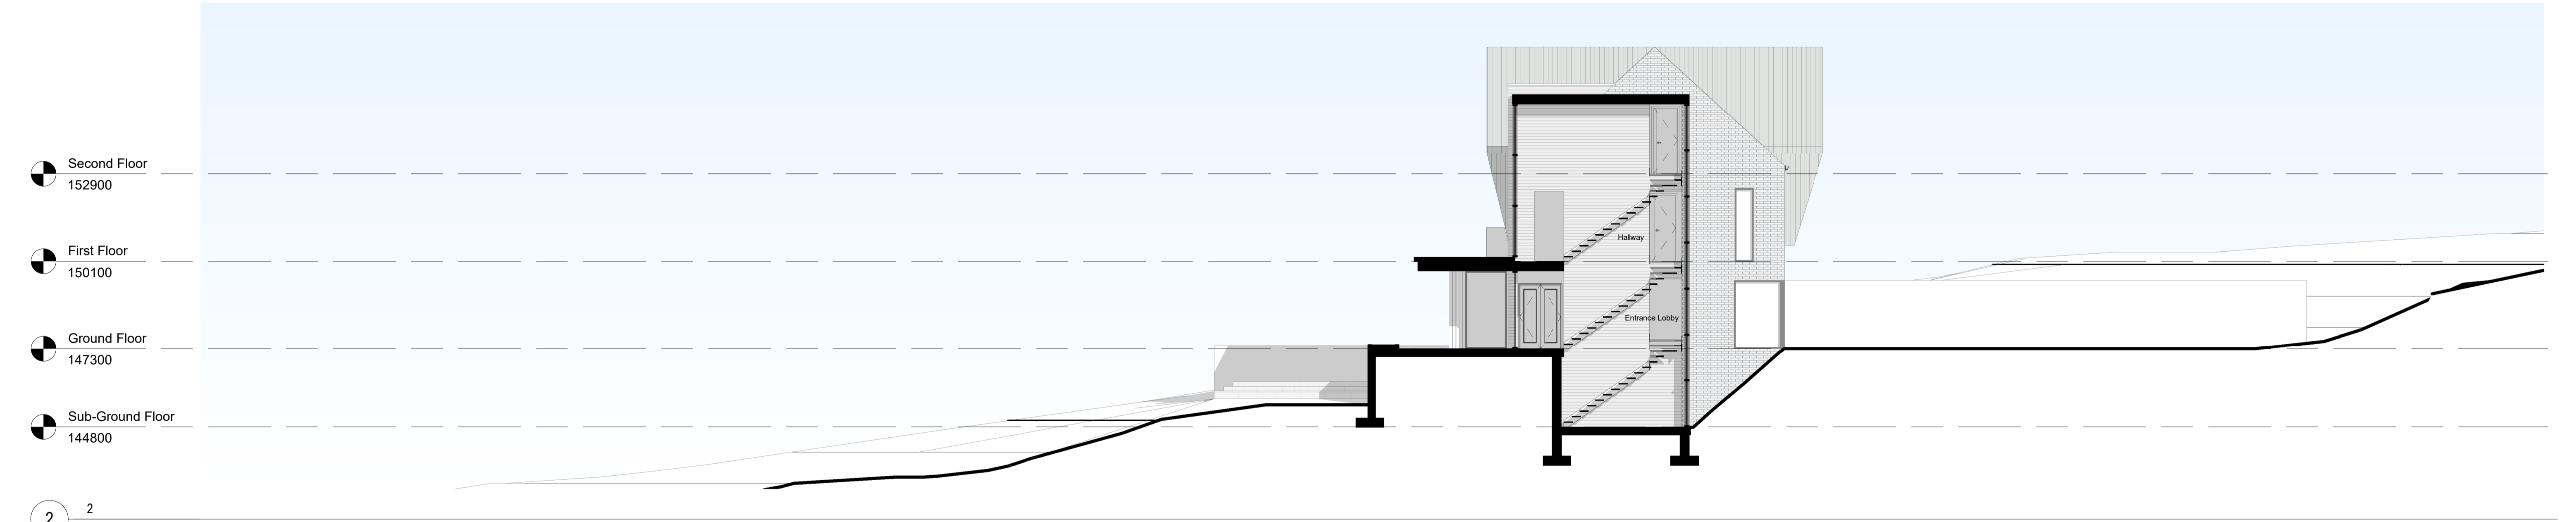 Second Floor
152900
First Floor
150100
Hallway
Ground Floor
147300
Entrance Lobby
Sub-Ground Floor
144800
2
2